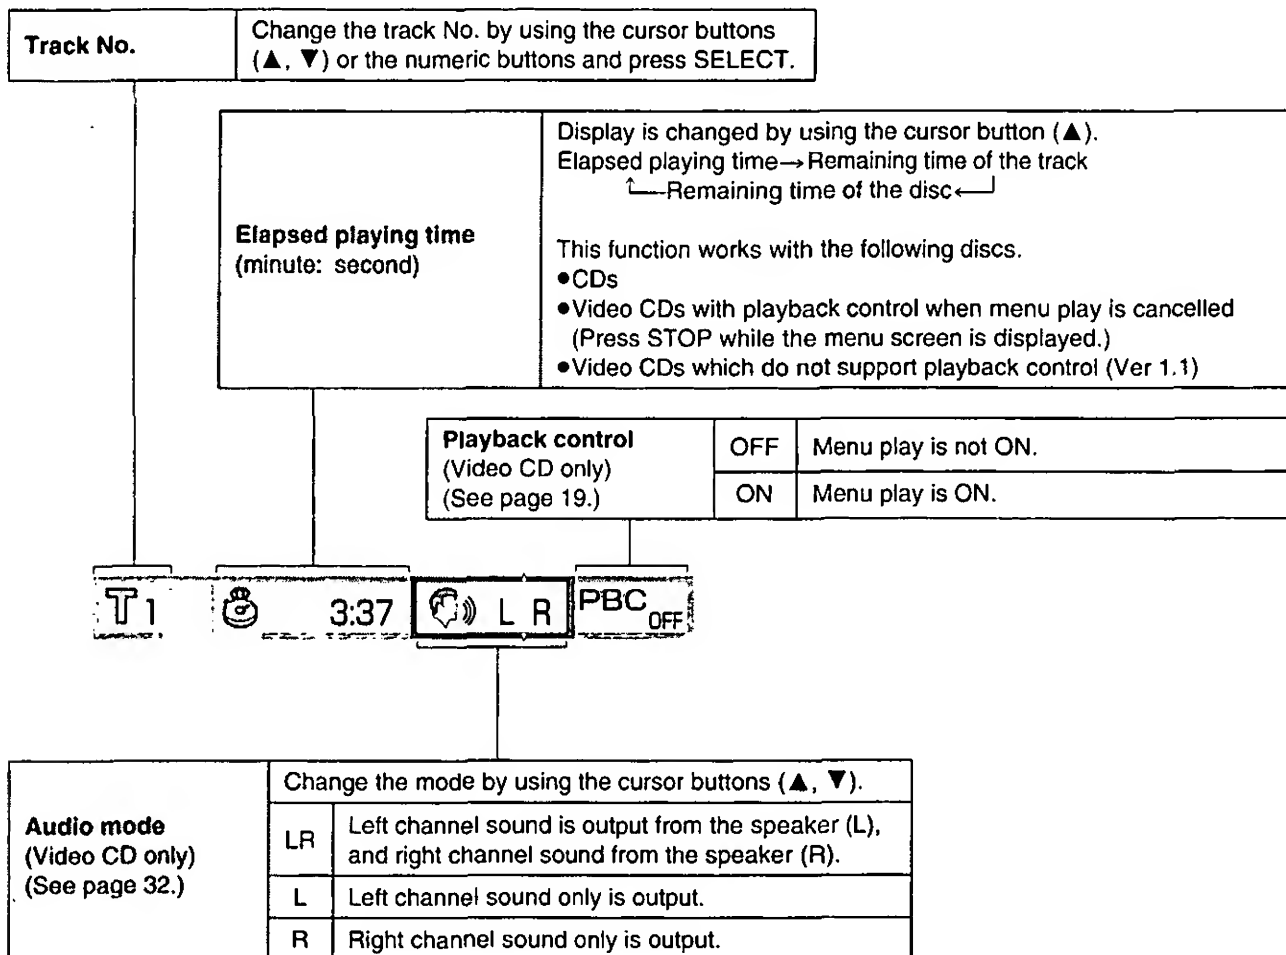 Track No.
Change the track No. by using the cursor buttons
(▲, ▼) or the numeric buttons and press SELECT.
Elapsed playing time
(minute: second)
Display is changed by using the cursor button (▲).
Elapsed playing time→Remaining time of the track
Remaining time of the disc←
This function works with the following discs.
●CDs
●Video CDs with playback control when menu play is cancelled
(Press STOP while the menu screen is displayed.)
●Video CDs which do not support playback control (Ver 1.1)
Playback control
(Video CD only)
(See page 19.)
OFF Menu play is not ON.
ON Menu play is ON.
T 1 3:37 L R PBC OFF
Audio mode
(Video CD only)
(See page 32.)
Change the mode by using the cursor buttons (▲, ▼).
LR Left channel sound is output from the speaker (L),
and right channel sound from the speaker (R).
L Left channel sound only is output.
R Right channel sound only is output.